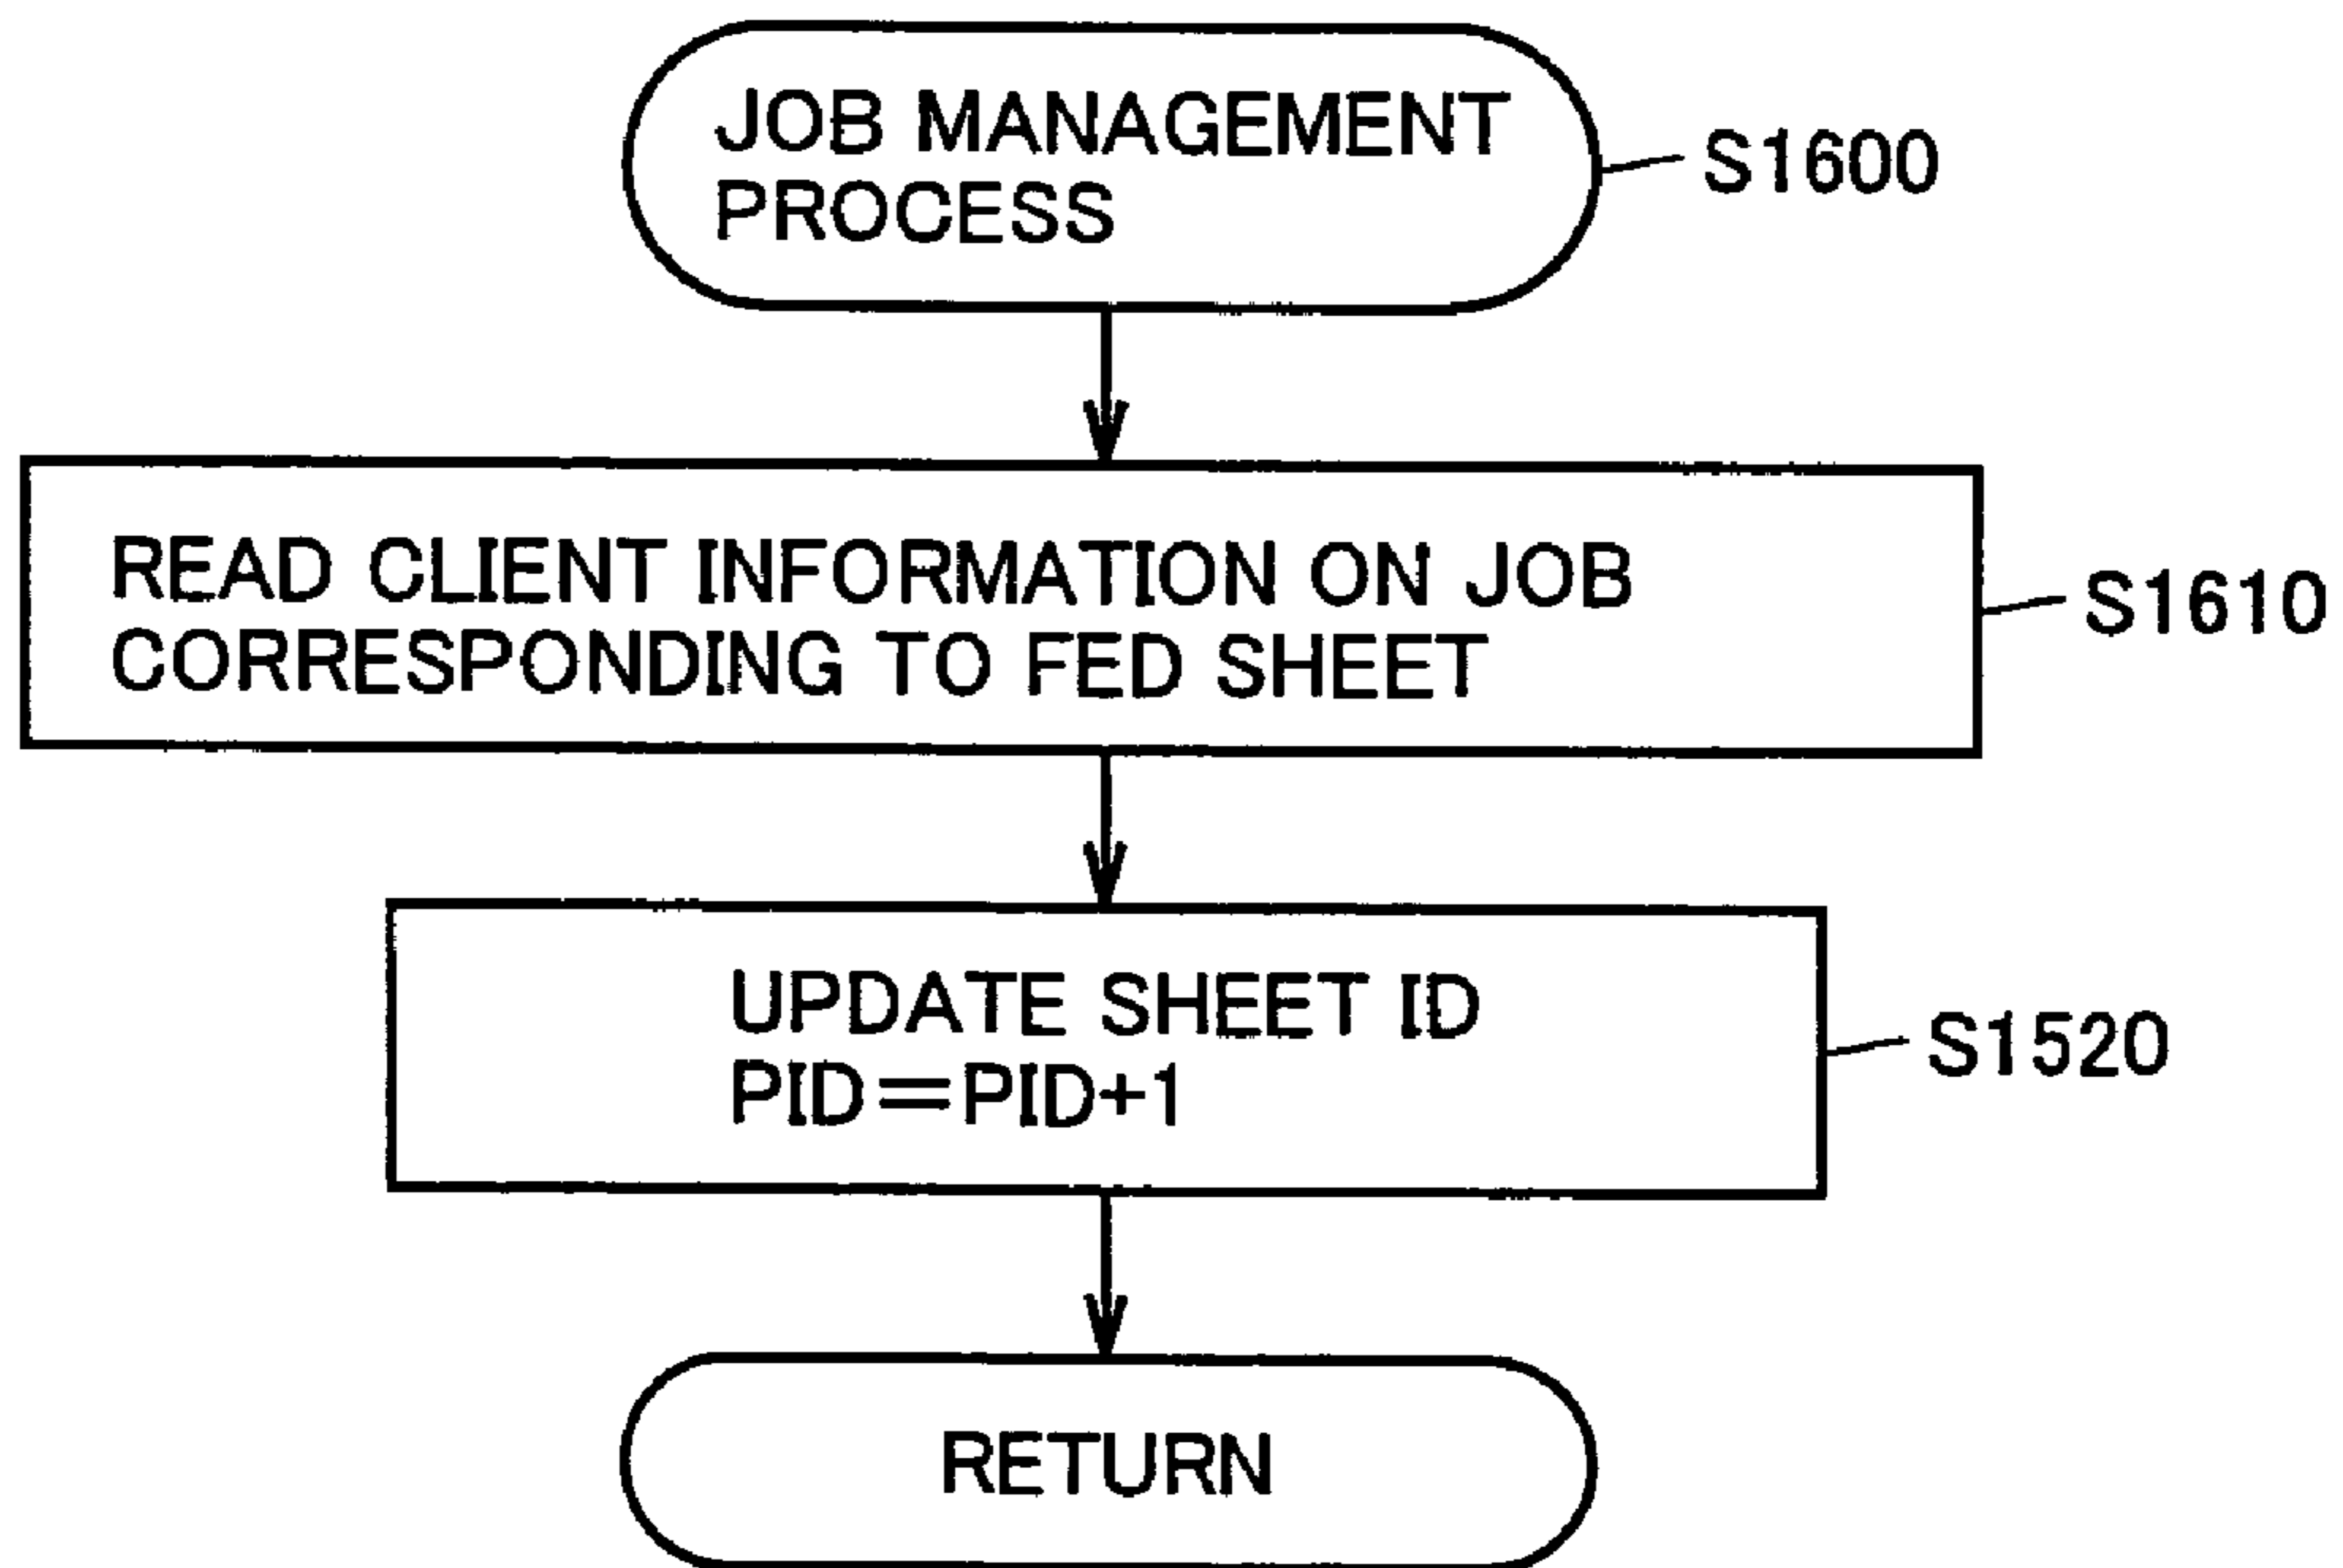 JOB MANAGEMENT
PROCESS
S1600
READ CLIENT INFORMATION ON JOB
CORRESPONDING TO FED SHEET
S1610
UPDATE SHEET ID
PID=PID+1
S1520
RETURN